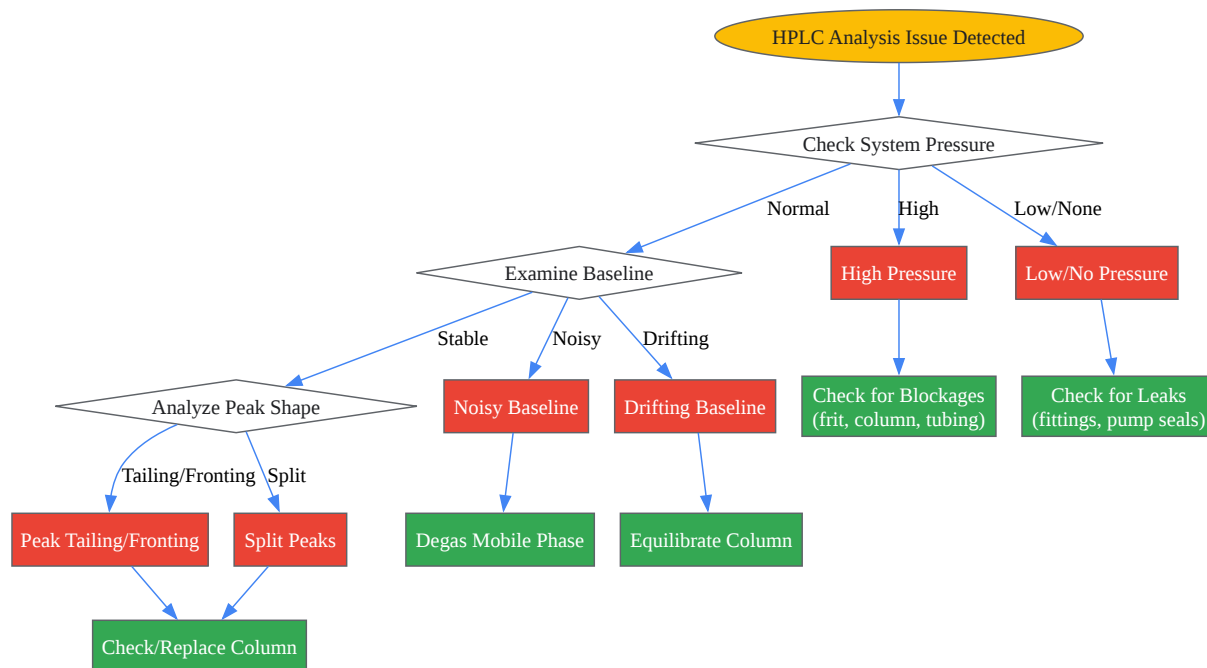 HPLC Analysis Issue Detected
Check System Pressure
Normal
High
Low/None
Examine Baseline
High Pressure
Low/No Pressure
Stable
Noisy
Drifting
Analyze Peak Shape
Noisy Baseline
Drifting Baseline
Check for Blockages
(frit, column, tubing)
Check for Leaks
(fittings, pump seals)
Tailing/Fronting
Split
Peak Tailing/Fronting
Split Peaks
Degas Mobile Phase
Equilibrate Column
Check/Replace Column